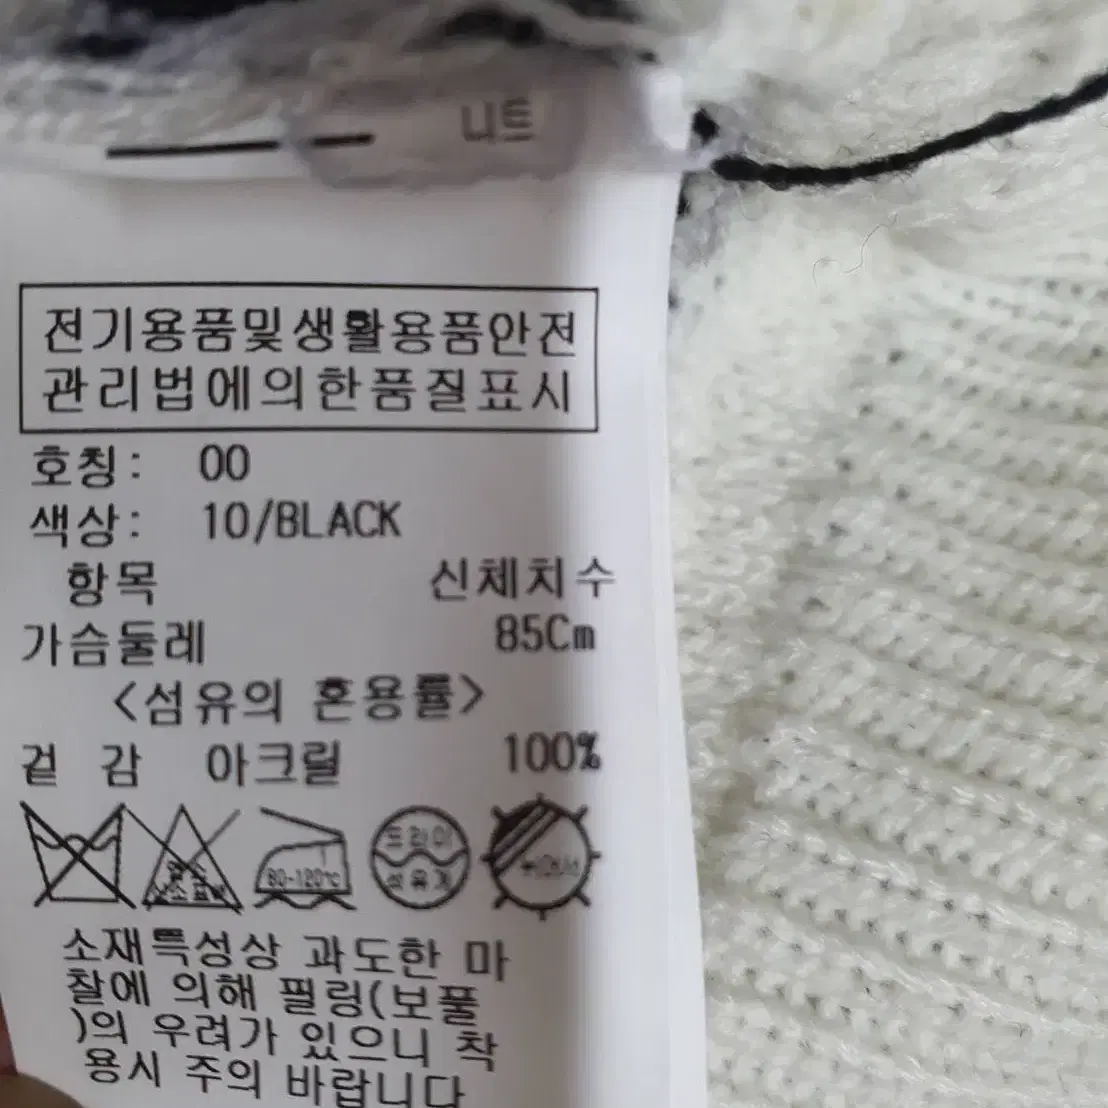 니트
전기용품및생활용품안전
관리법에의한품질표시
호칭: 00
색상: 10/BLACK
항목 신체치수
가슴둘레 85Cm
<섬유의 혼용률>
겉 감 아크릴 100%
80-120℃
드라이
석유계
소재특성상 과도한 마
찰에 의해 필링(보풀
)의 우려가 있으니 착
용시 주의 바랍니다